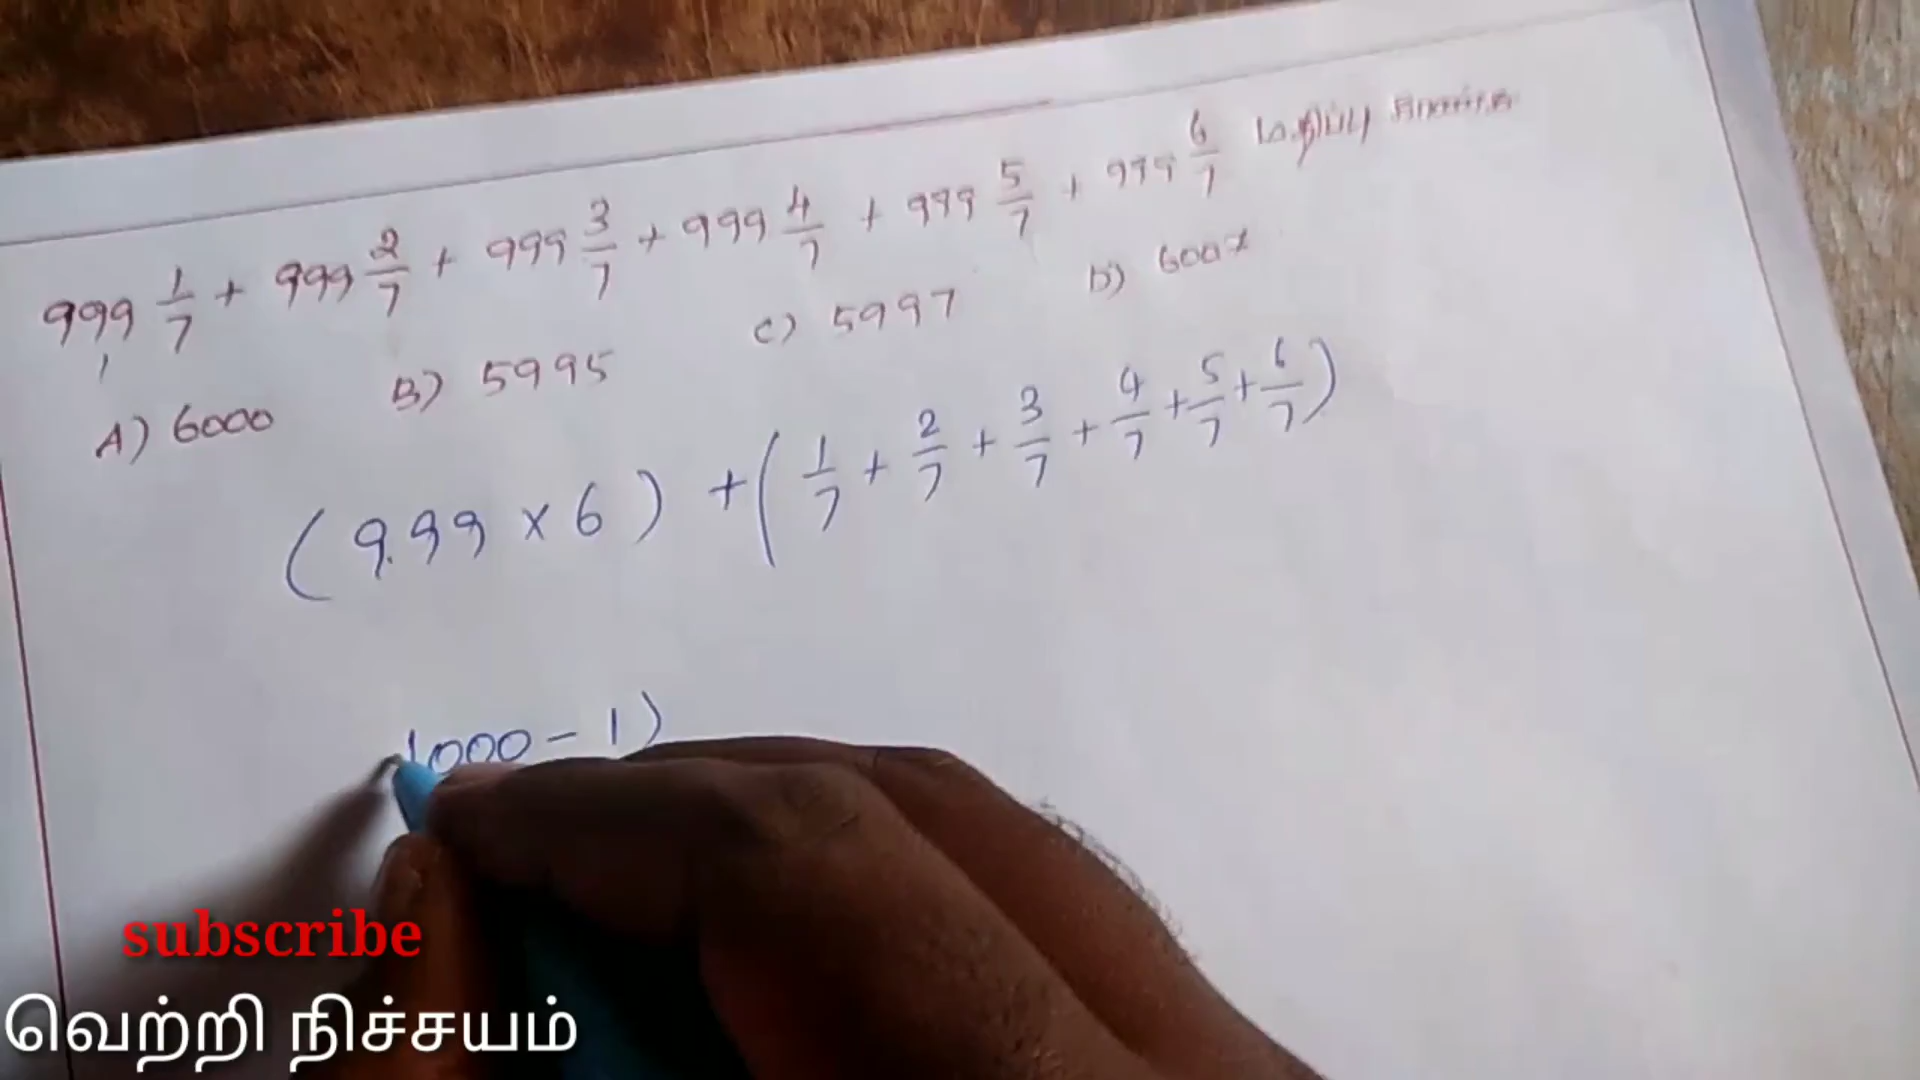 999 1/7 + 999 2/7 + 999 3/7 + 999 4/7 + 999 5/7 + 999 6/7 மதிப்பு காண்க
A) 6000 B) 5995 C) 5997 D)
(9.99 x 6) + (1/7 + 2/7 + 3/7 + 4/7 + 5/7 + 6/7)
1000 - 1)
subscribe
வெற்றி நிச்சயம்